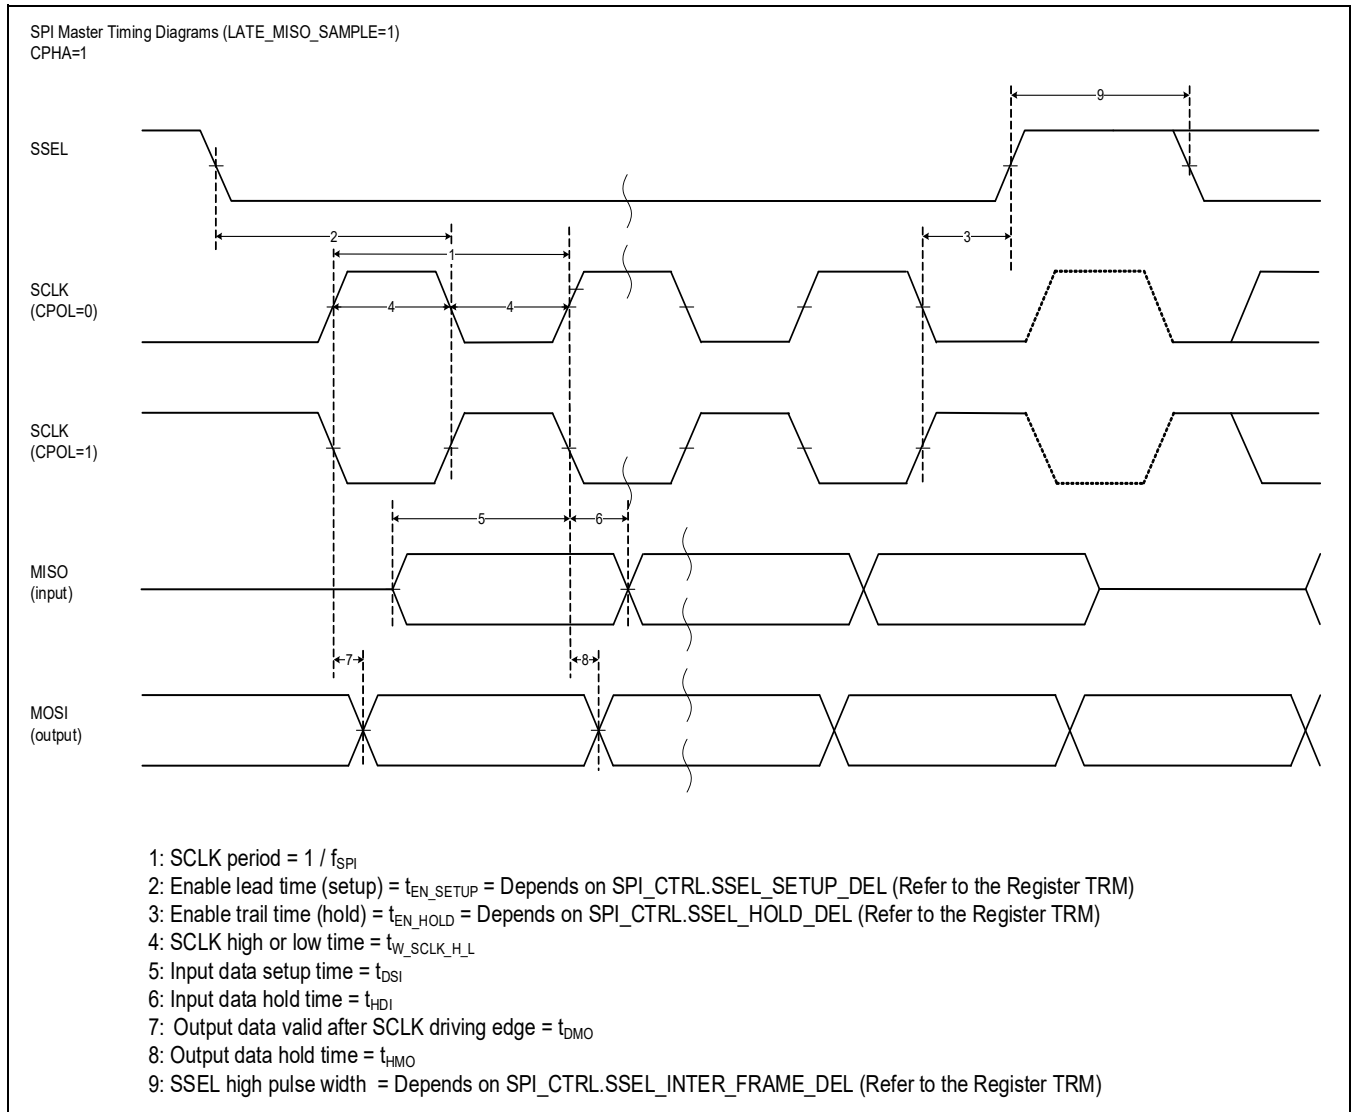 SPI Master Timing Diagrams (LATE_MISO_SAMPLE=1)
CPHA=1
9
SSEL
2
3
1
SCLK
(CPOL=0)
4
4
SCLK
(CPOL=1)
5
6
MISO
(input)
7
8
MOSI
(output)
1: SCLK period = 1 / fSPI
2: Enable lead time (setup) = tEN_SETUP = Depends on SPI_CTRL.SSEL_SETUP_DEL (Refer to the Register TRM)
3: Enable trail time (hold) = tEN_HOLD = Depends on SPI_CTRL.SSEL_HOLD_DEL (Refer to the Register TRM)
4: SCLK high or low time = tW_SCLK_H_L
5: Input data setup time = tDSI
6: Input data hold time = tHDI
7: Output data valid after SCLK driving edge = tDMO
8: Output data hold time = tHMO
9: SSEL high pulse width = Depends on SPI_CTRL.SSEL_INTER_FRAME_DEL (Refer to the Register TRM)